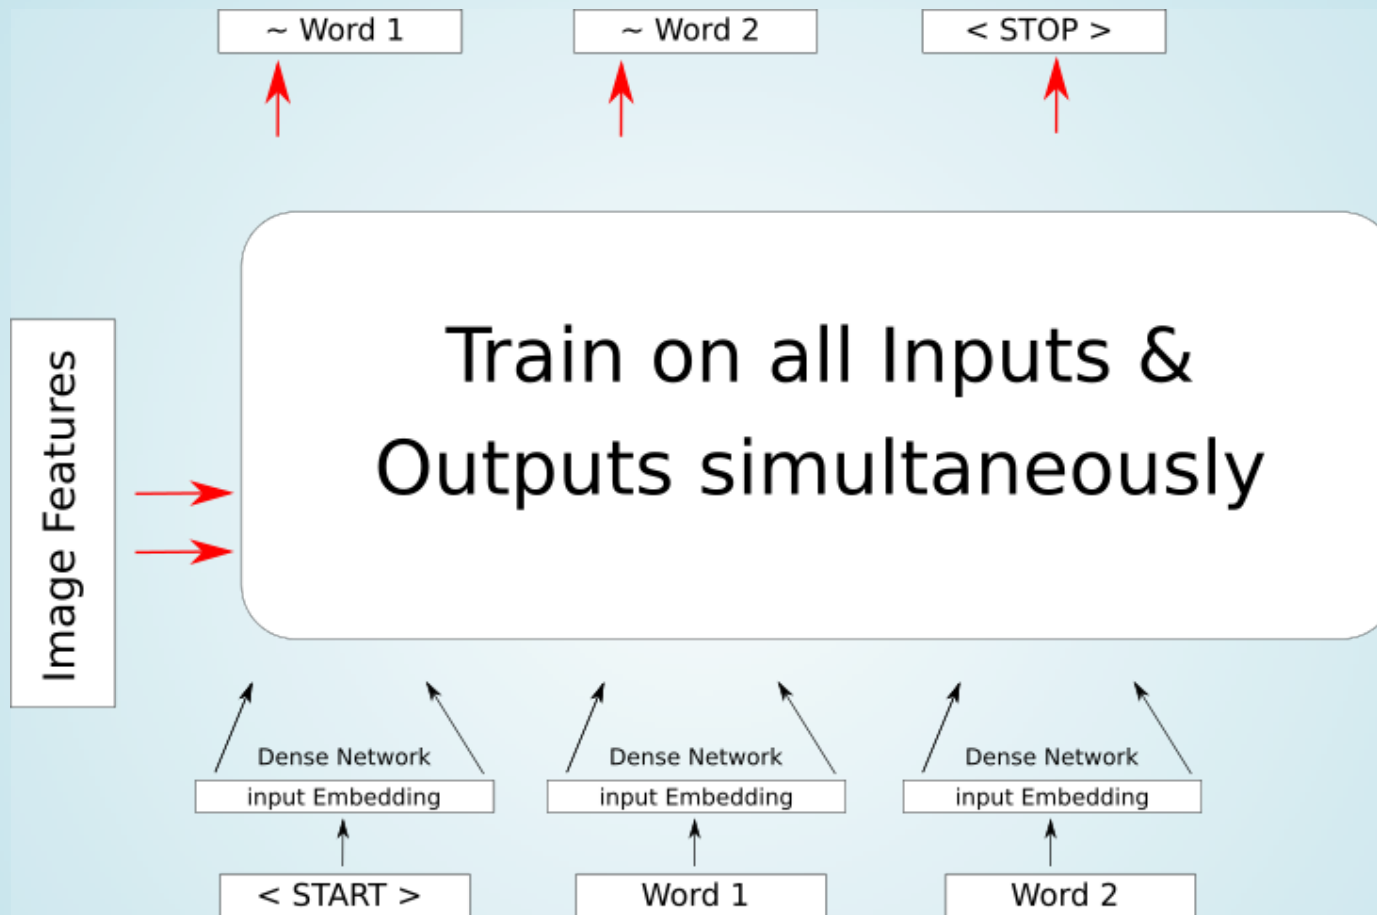 ~ Word 1
~ Word 2
< STOP >
Image Features
Train on all Inputs &
Outputs simultaneously
Dense Network
Dense Network
Dense Network
input Embedding
input Embedding
input Embedding
< START >
Word 1
Word 2